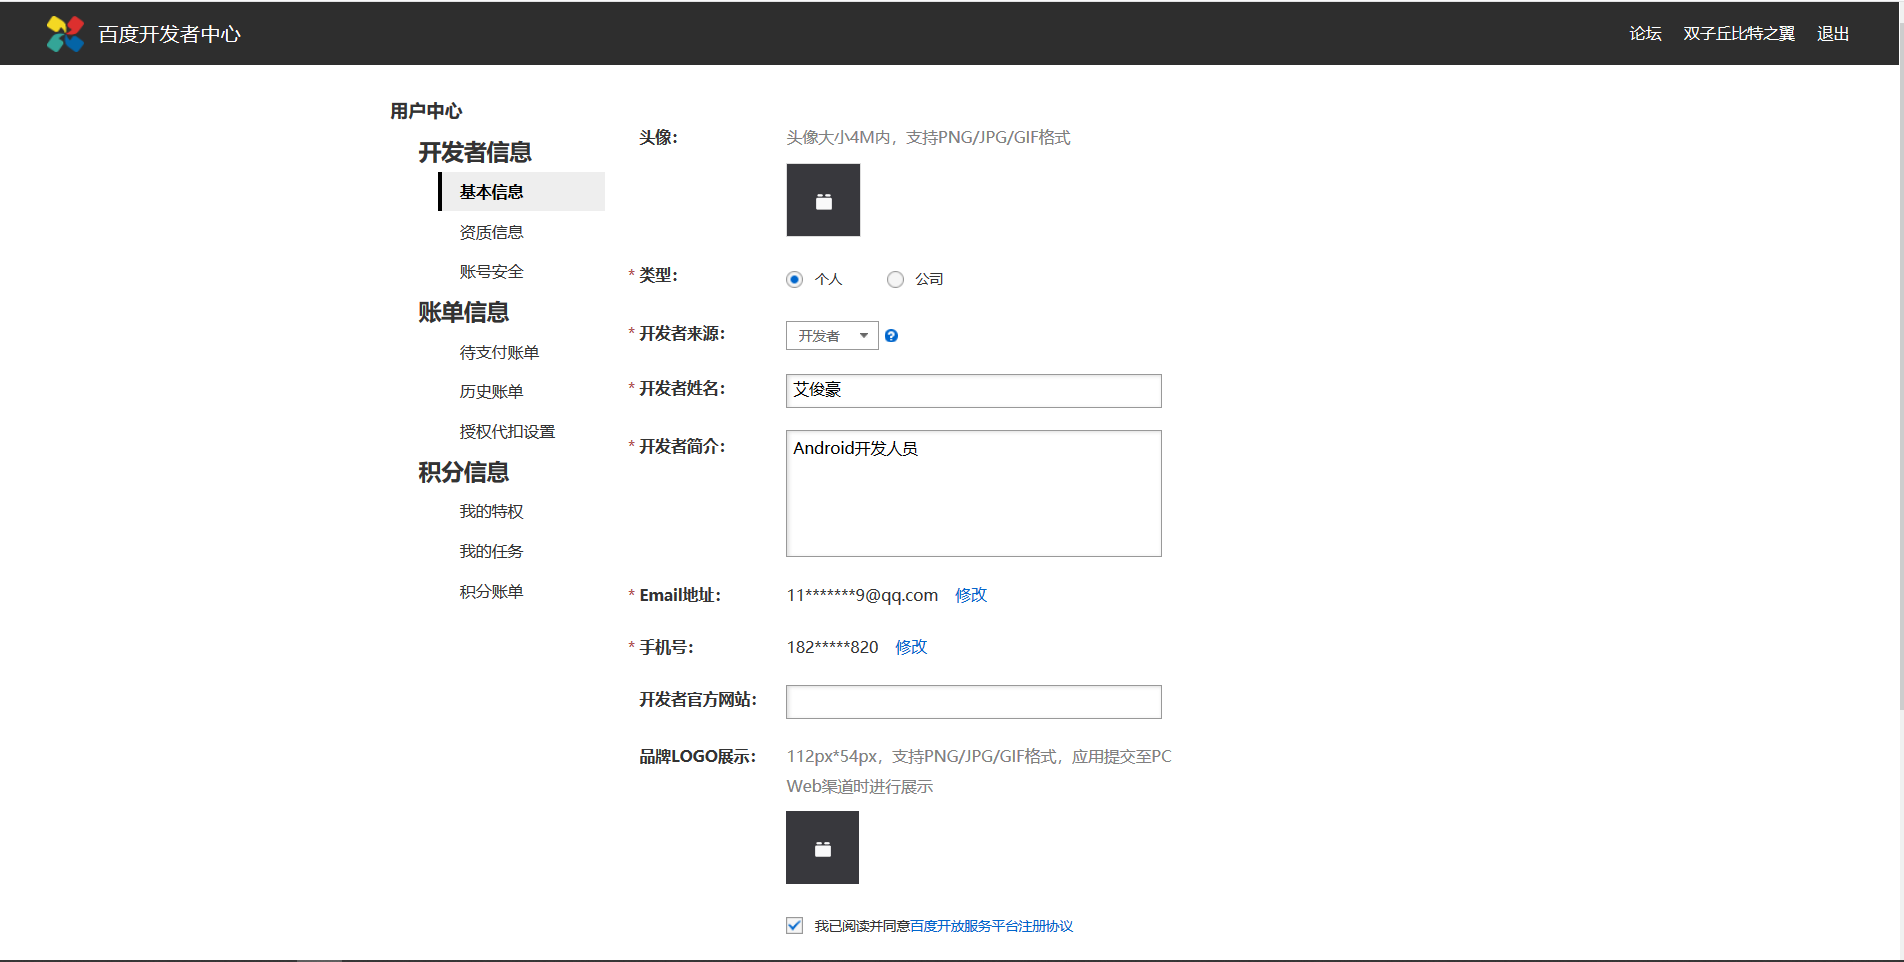 百度开发者中心
论坛 双子丘比特之翼 退出
用户中心
开发者信息
基本信息
资质信息
账号安全
账单信息
待支付账单
历史账单
授权代扣设置
积分信息
我的特权
我的任务
积分账单
头像： 头像大小4M内，支持PNG/JPG/GIF格式
* 类型： 个人 公司
* 开发者来源： 开发者 ?
* 开发者姓名： 艾俊豪
* 开发者简介： Android开发人员
* Email地址： 11*******9@qq.com 修改
* 手机号： 182*****820 修改
开发者官方网站：
品牌LOGO展示： 112px*54px，支持PNG/JPG/GIF格式，应用提交至PC
Web渠道时进行展示
我已阅读并同意百度开放服务平台注册协议